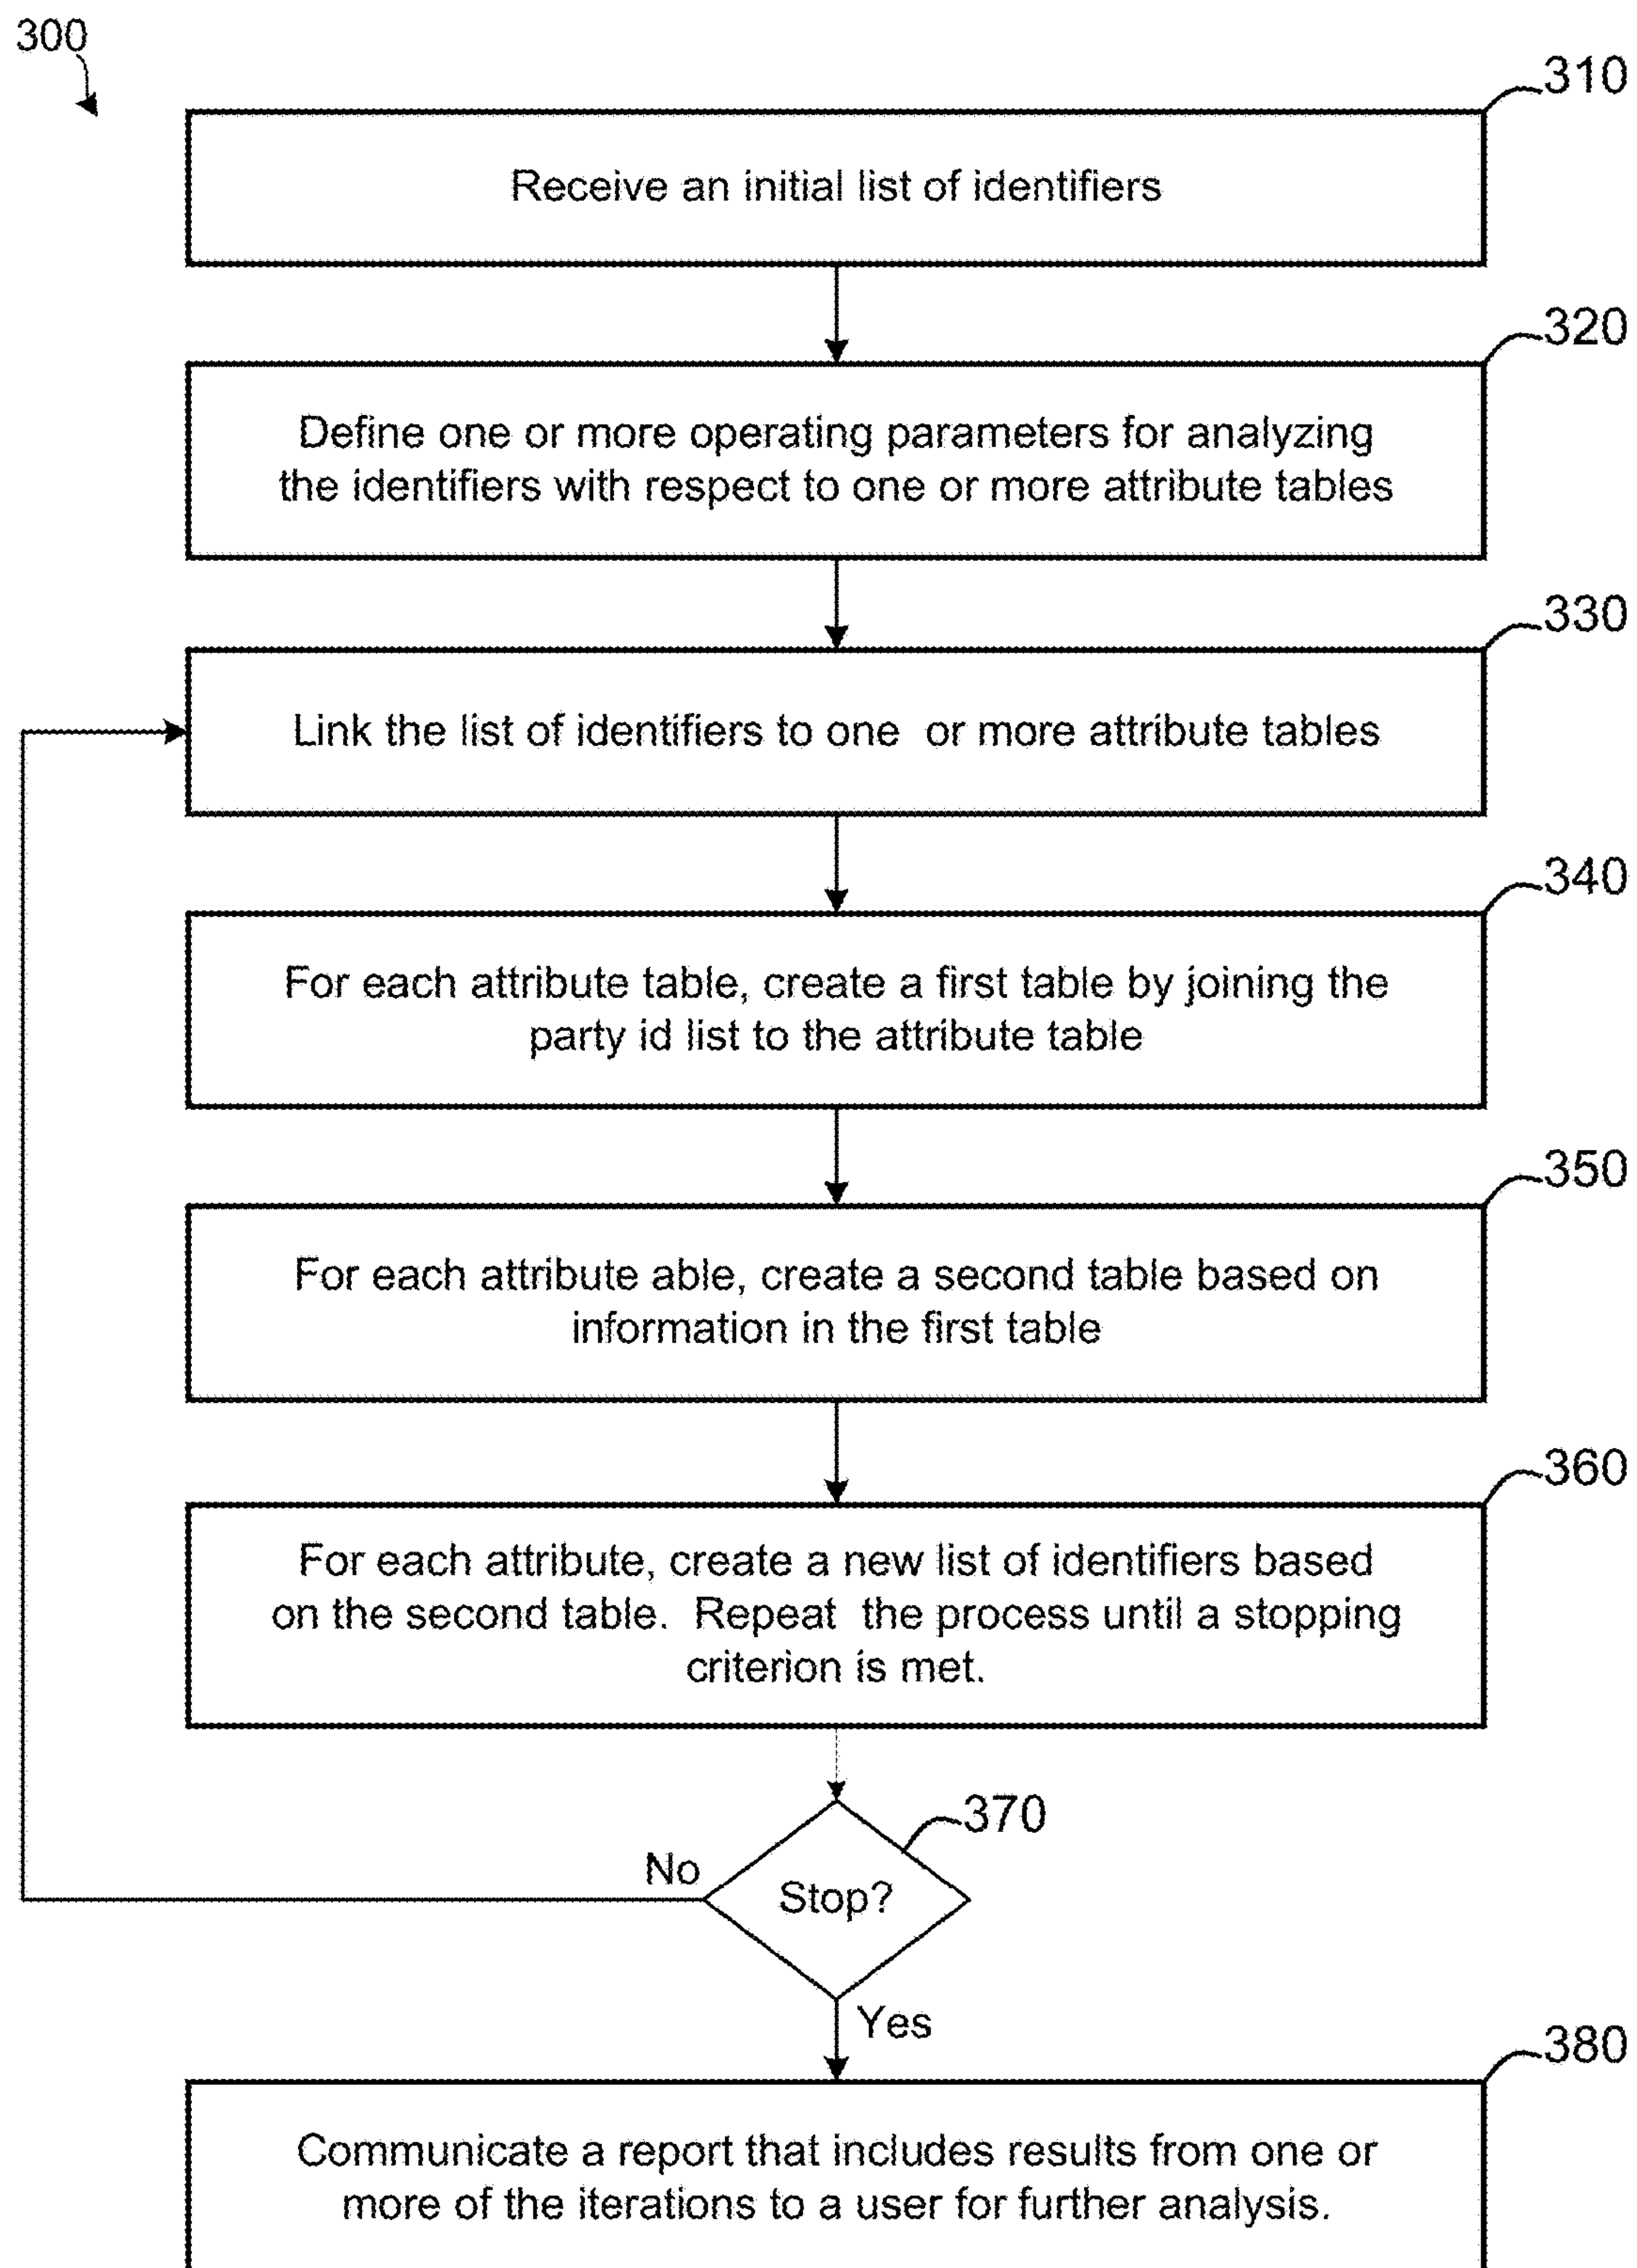 300
310
Receive an initial list of identifiers
320
Define one or more operating parameters for analyzing
the identifiers with respect to one or more attribute tables
330
Link the list of identifiers to one or more attribute tables
340
For each attribute table, create a first table by joining the
party id list to the attribute table
350
For each attribute able, create a second table based on
information in the first table
360
For each attribute, create a new list of identifiers based
on the second table. Repeat the process until a stopping
criterion is met.
370
No
Stop?
Yes
380
Communicate a report that includes results from one or
more of the iterations to a user for further analysis.